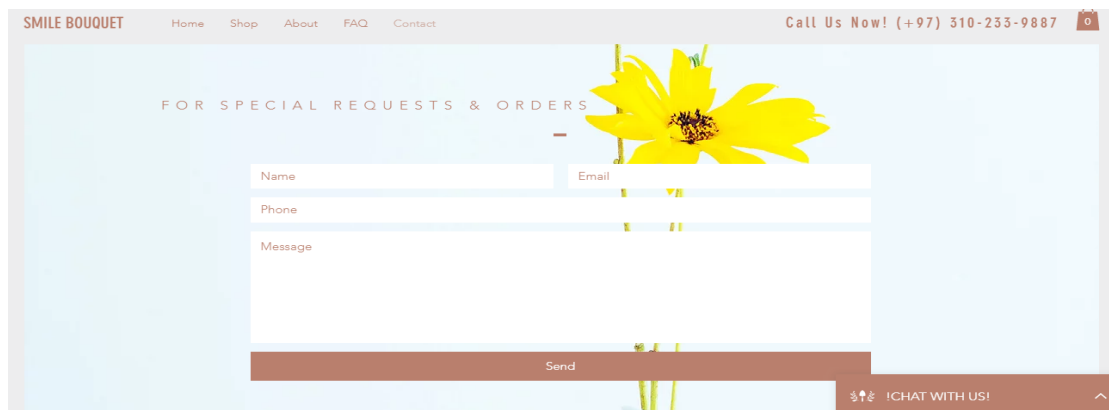 SMILE BOUQUET Home Shop About FAQ Contact Call Us Now! (+97) 310-233-9887 0
FOR SPECIAL REQUESTS & ORDERS
Name Email
Phone
Message
Send
!CHAT WITH US!